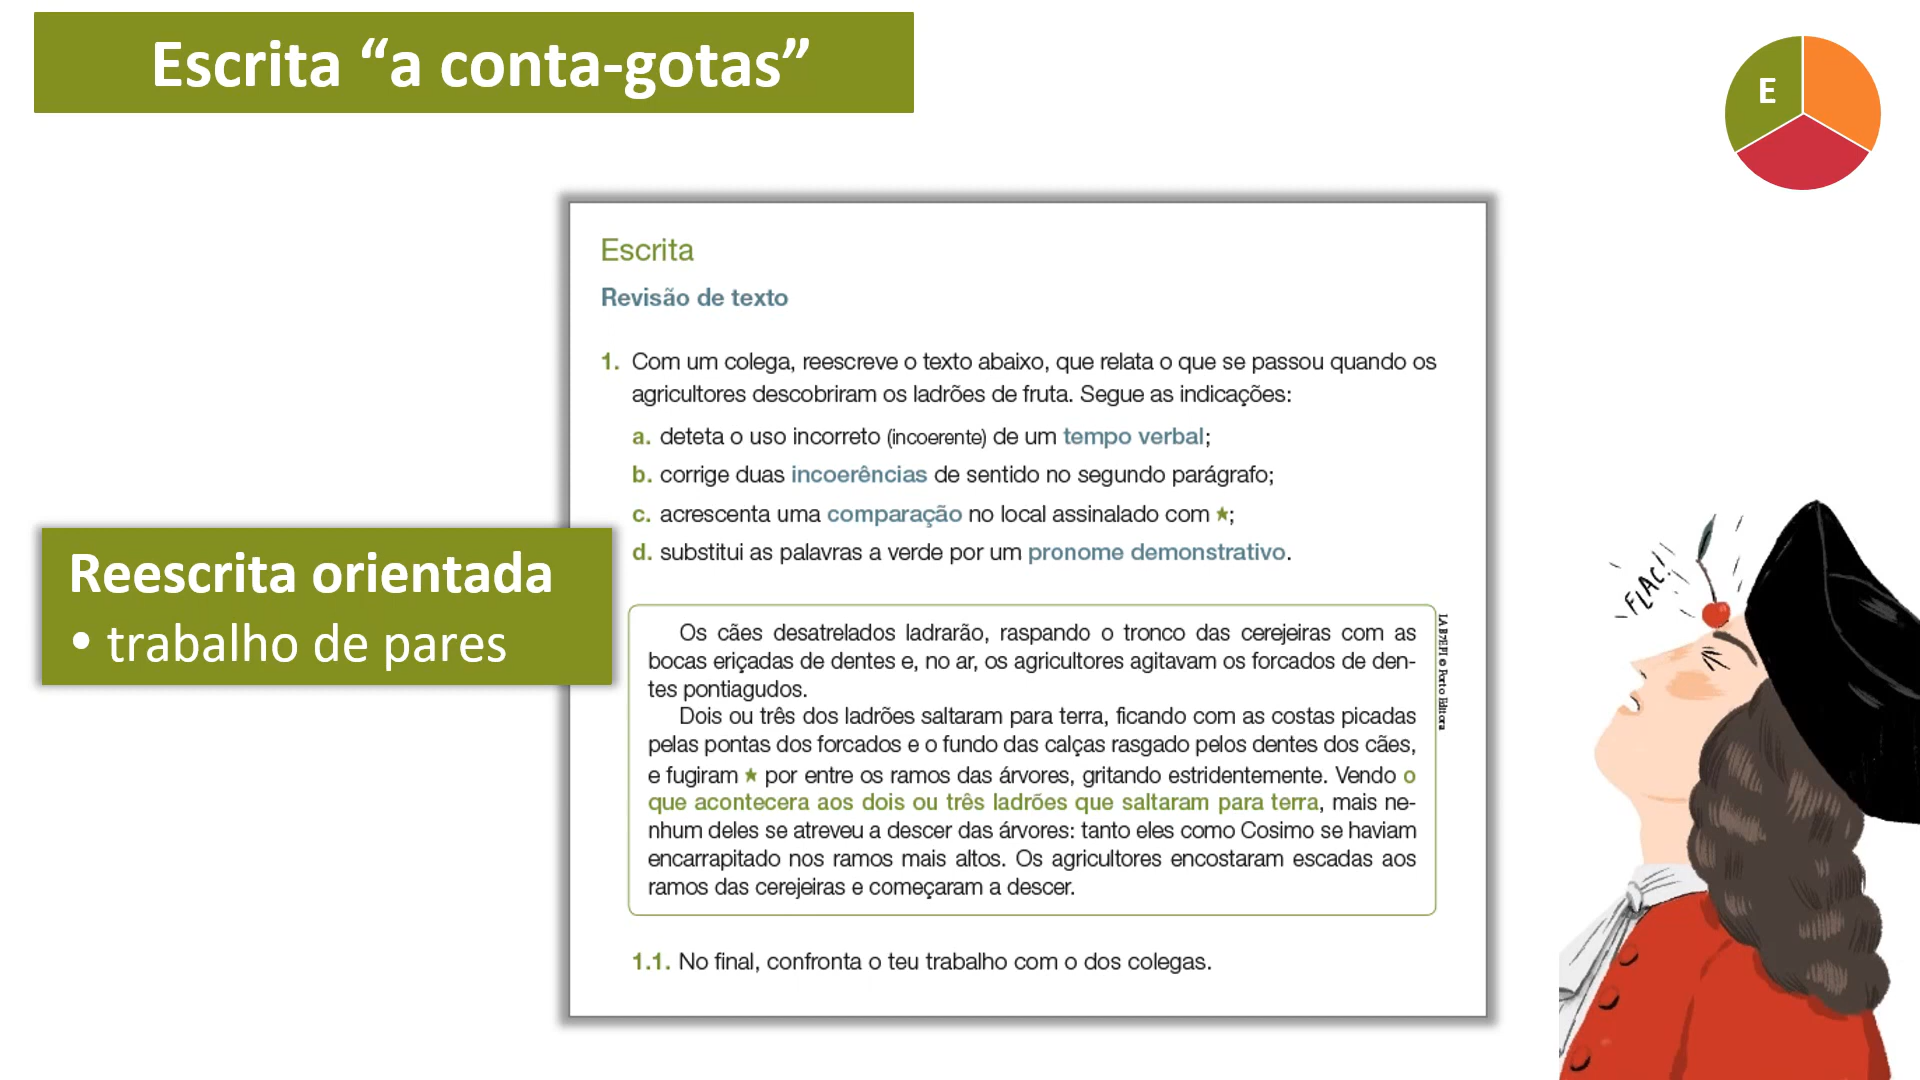 Escrita “a conta-gotas”
E
Escrita
Revisão de texto
1. Com um colega, reescreve o texto abaixo, que relata o que se passou quando os
agricultores descobriram os ladrões de fruta. Segue as indicações:
a. deteta o uso incorreto (incoerente) de um tempo verbal;
b. corrige duas incoerências de sentido no segundo parágrafo;
c. acrescenta uma comparação no local assinalado com ★;
d. substitui as palavras a verde por um pronome demonstrativo.
Reescrita orientada
• trabalho de pares
Os cães desatrelados ladrarão, raspando o tronco das cerejeiras com as
bocas eriçadas de dentes e, no ar, os agricultores agitavam os forcados de den-
tes pontiagudos.
Dois ou três dos ladrões saltaram para terra, ficando com as costas picadas
pelas pontas dos forcados e o fundo das calças rasgado pelos dentes dos cães,
e fugiram ★ por entre os ramos das árvores, gritando estridentemente. Vendo o
que acontecera aos dois ou três ladrões que saltaram para terra, mais ne-
nhum deles se atreveu a descer das árvores: tanto eles como Cosimo se haviam
encarrapitado nos ramos mais altos. Os agricultores encostaram escadas aos
ramos das cerejeiras e começaram a descer.
LAB7EPI © Porto Editora
1.1. No final, confronta o teu trabalho com o dos colegas.
FLAC!